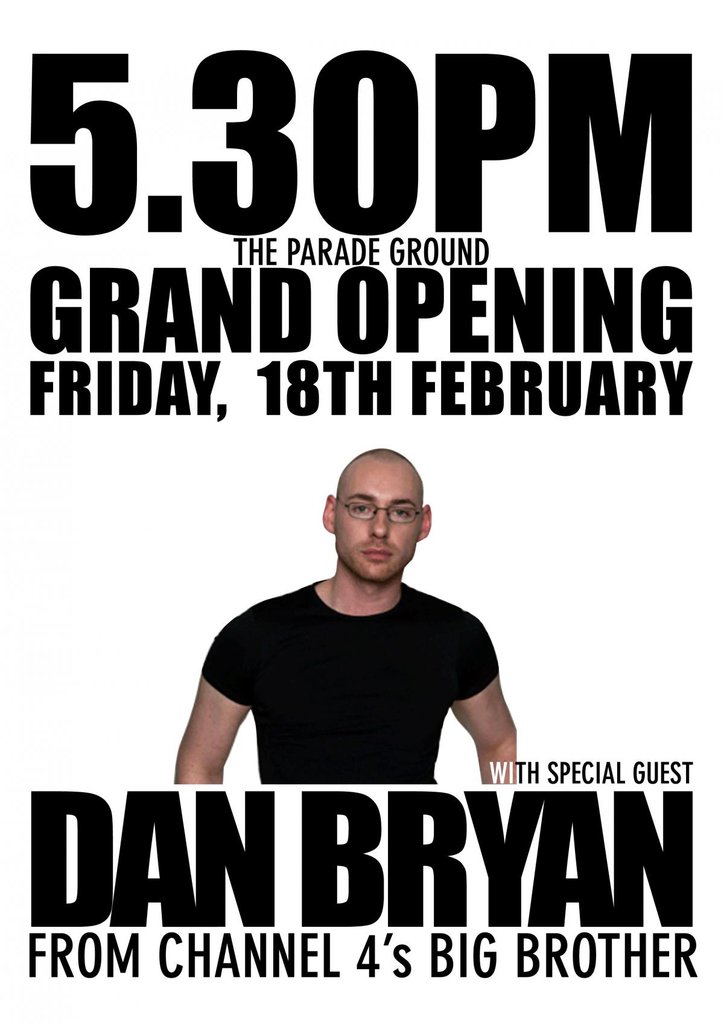 5.30PM
THE PARADE GROUND
GRAND OPENING
FRIDAY, 18TH FEBRUARY
WITH SPECIAL GUEST
DAN BRYAN
FROM CHANNEL 4's BIG BROTHER